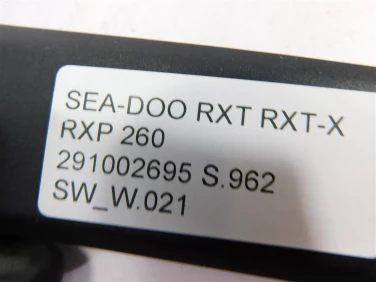 SEA-DOO RXT RXT-X
RXP 260
291002695 S.962
SW_W.021